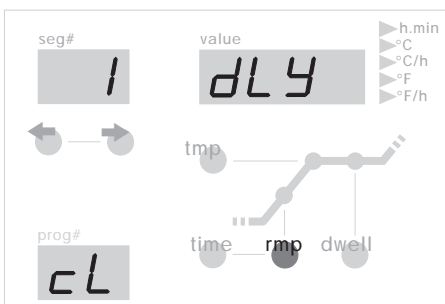 seg#
value
h.min
°C
°C/h
°F
°F/h
1
dLY
tmp
prog#
time
rmp
dwell
cL